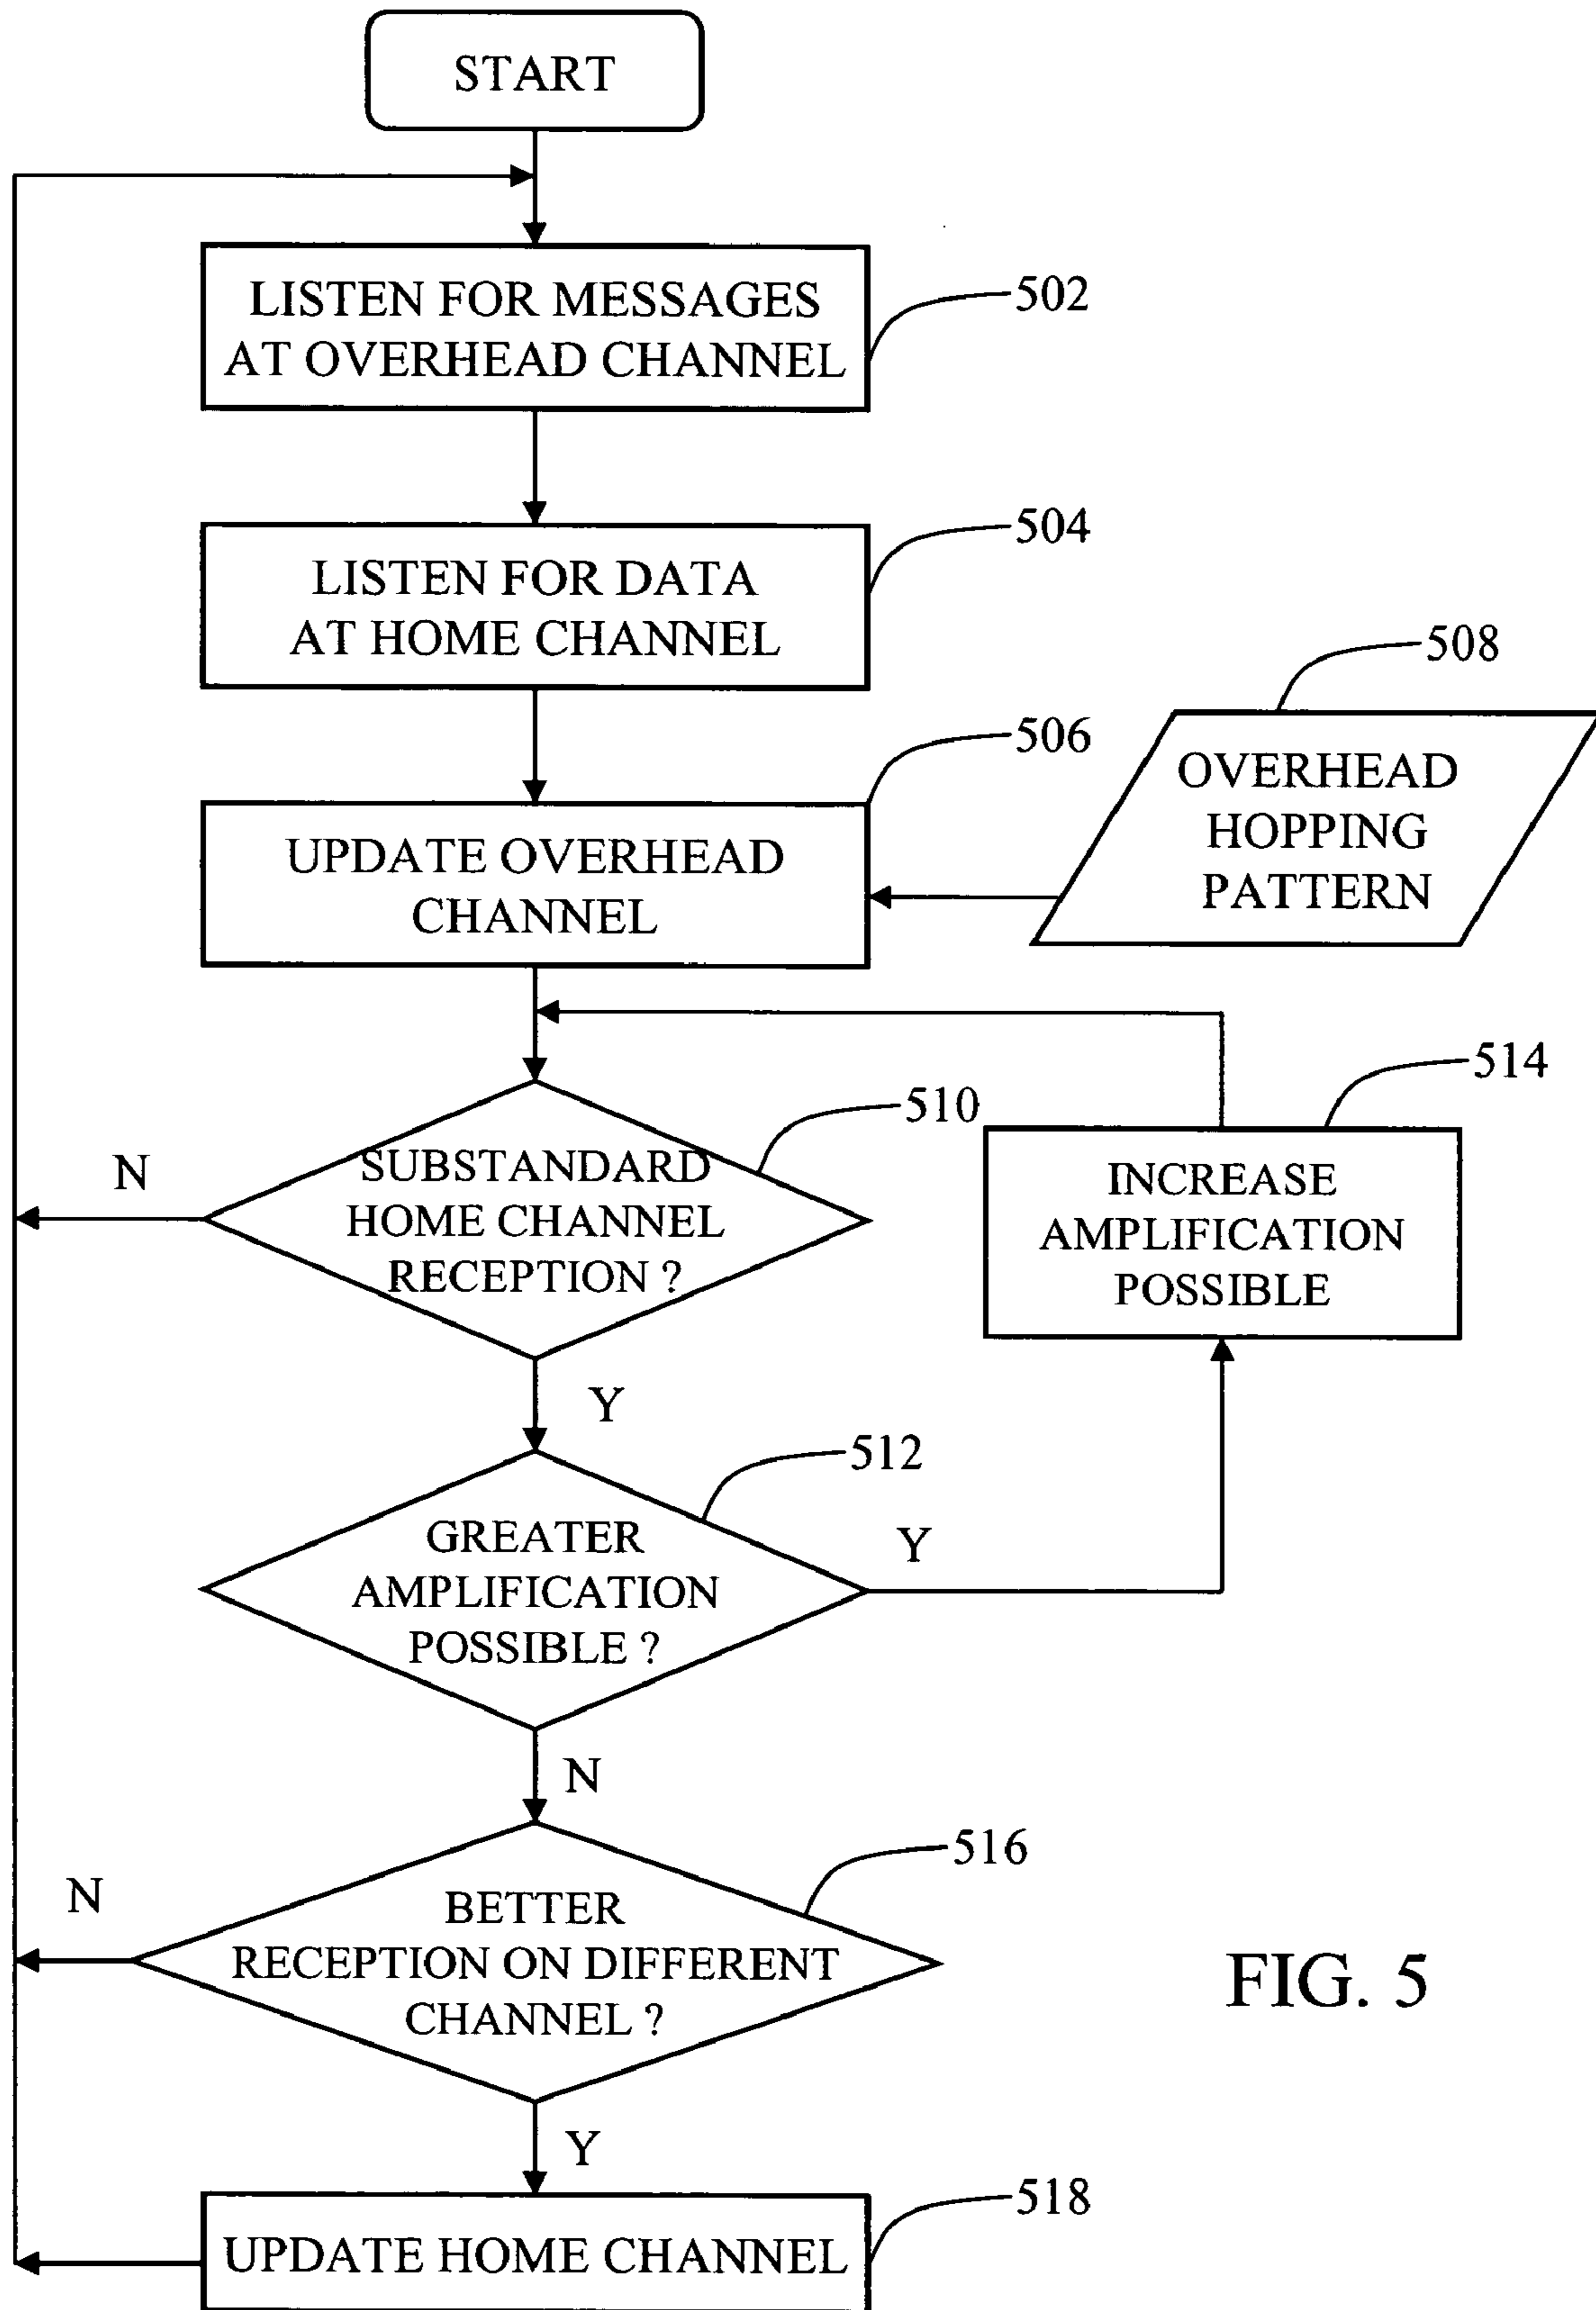 START
LISTEN FOR MESSAGES
AT OVERHEAD CHANNEL
502
LISTEN FOR DATA
AT HOME CHANNEL
504
UPDATE OVERHEAD
CHANNEL
506
OVERHEAD
HOPPING
PATTERN
508
SUBSTANDARD
HOME CHANNEL
RECEPTION ?
510
N
Y
INCREASE
AMPLIFICATION
POSSIBLE
514
GREATER
AMPLIFICATION
POSSIBLE ?
512
Y
N
BETTER
RECEPTION ON DIFFERENT
CHANNEL ?
516
N
Y
UPDATE HOME CHANNEL
518
FIG. 5